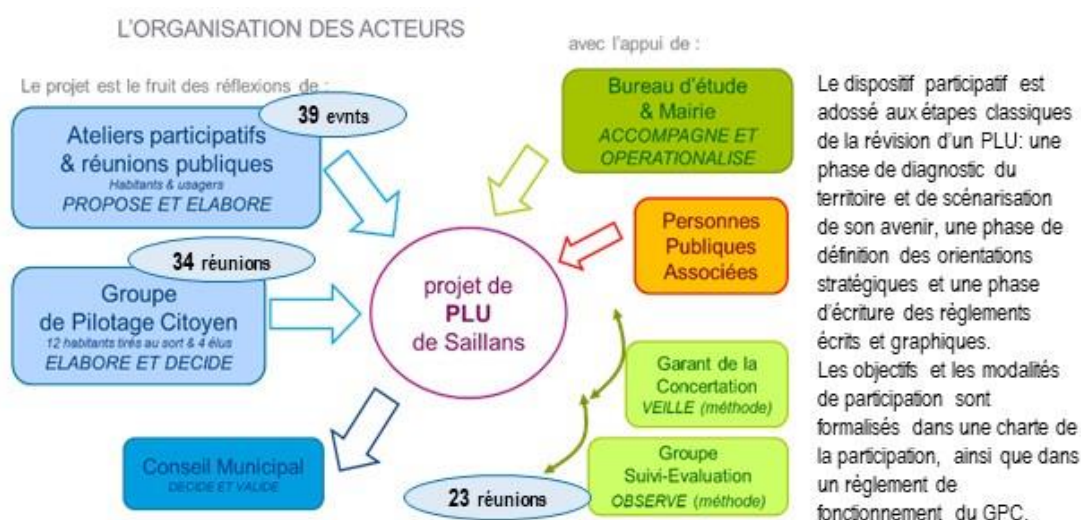 L'ORGANISATION DES ACTEURS
Le projet est le fruit des réflexions de :
39 evnts
Ateliers participatifs
& réunions publiques
Habitants & usagers
PROPOSE ET ELABORE
34 réunions
Groupe
de Pilotage Citoyen
12 habitants tirés au sort & 4 élus
ELABORE ET DECIDE
projet de
PLU
de Saillans
Conseil Municipal
DECIDE ET VALIDE
avec l'appui de :
Bureau d'étude
& Mairie
ACCOMPAGNE ET
OPERATIONALISE
Personnes
Publiques
Associées
Garant de la
Concertation
VEILLE (méthode)
Groupe
Suivi-Evaluation
OBSERVE (méthode)
23 réunions
Le dispositif participatif est
adossé aux étapes classiques
de la révision d'un PLU: une
phase de diagnostic du
territoire et de scénarisation
de son avenir, une phase de
définition des orientations
stratégiques et une phase
d'écriture des règlements
écrits et graphiques.
Les objectifs et les modalités
de participation sont
formalisés dans une charte de
la participation, ainsi que dans
un réglement de
fonctionnement du GPC.